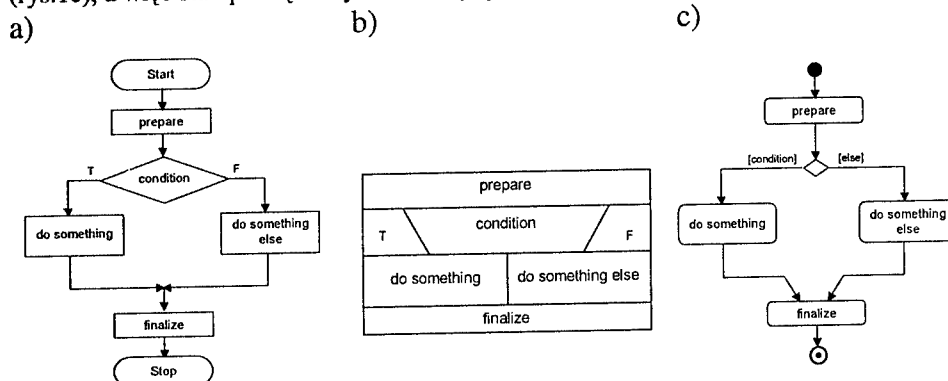 a)
b)
c)
Start
prepare
condition
T
F
do something
do something
else
finalize
Stop
prepare
condition
T
F
do something
do something else
finalize
prepare
[condition]
[else]
do something
do something
else
finalize